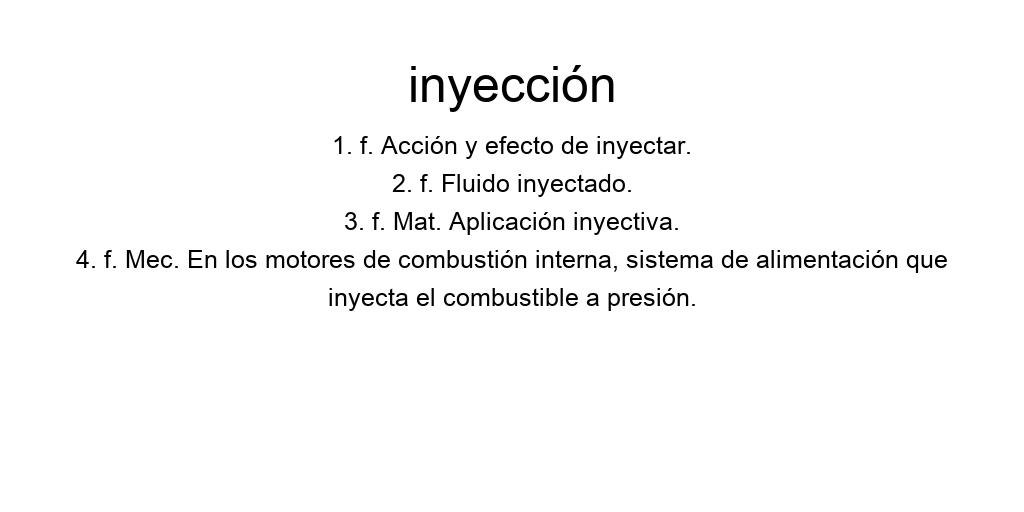 inyección
1. f. Acción y efecto de inyectar.
2. f. Fluido inyectado.
3. f. Mat. Aplicación inyectiva.
4. f. Mec. En los motores de combustión interna, sistema de alimentación que
inyecta el combustible a presión.